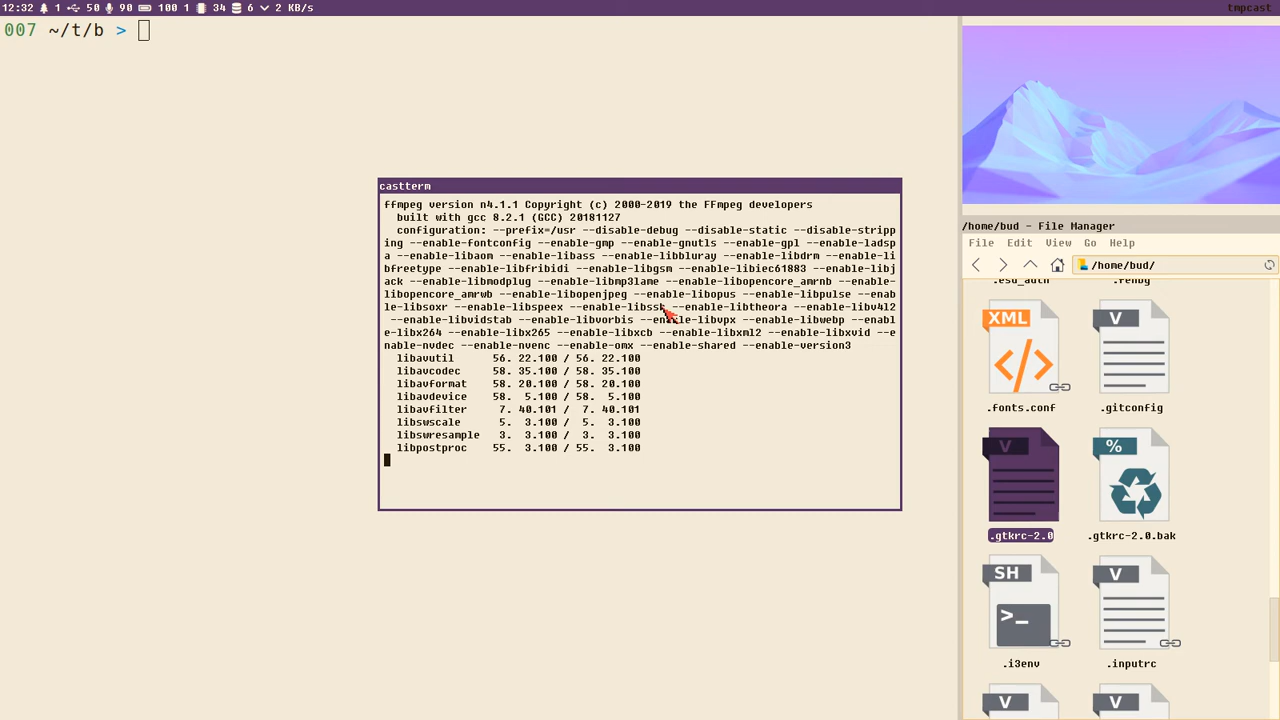 12:32 1 50 90 100 1 34 6 2 KB/s
tmpcast
007 ~/t/b >
castterm
ffmpeg version n4.1.1 Copyright (c) 2000-2019 the FFmpeg developers
built with gcc 8.2.1 (GCC) 20181127
configuration: --prefix=/usr --disable-debug --disable-static --disable-stripp
ing --enable-fontconfig --enable-gmp --enable-gnutls --enable-gpl --enable-ladsp
a --enable-libaom --enable-libass --enable-libbluray --enable-libdrm --enable-li
bfreetype --enable-libfribidi --enable-libgsm --enable-libiec61883 --enable-libj
ack --enable-libmodplug --enable-libmp3lame --enable-libopencore_amrnb --enable-
libopencore_amrwb --enable-libopenjpeg --enable-libopus --enable-libpulse --enab
le-libsoxr --enable-libspeex --enable-libssh --enable-libtheora --enable-libv4l2
--enable-libvidstab --enable-libvorbis --enable-libvpx --enable-libwebp --enabl
e-libx264 --enable-libx265 --enable-libxcb --enable-libxml2 --enable-libxvid --e
nable-nvdec --enable-nvenc --enable-omx --enable-shared --enable-version3
libavutil 56. 22.100 / 56. 22.100
libavcodec 58. 35.100 / 58. 35.100
libavformat 58. 20.100 / 58. 20.100
libavdevice 58. 5.100 / 58. 5.100
libavfilter 7. 40.101 / 7. 40.101
libswscale 5. 3.100 / 5. 3.100
libswresample 3. 3.100 / 3. 3.100
libpostproc 55. 3.100 / 55. 3.100
/home/bud - File Manager
File Edit View Go Help
/home/bud/
XML
V
.fonts.conf
.gitconfig
V
%
.gtkrc-2.0
.gtkrc-2.0.bak
SH
V
>_
.i3env
.inputrc
V
V